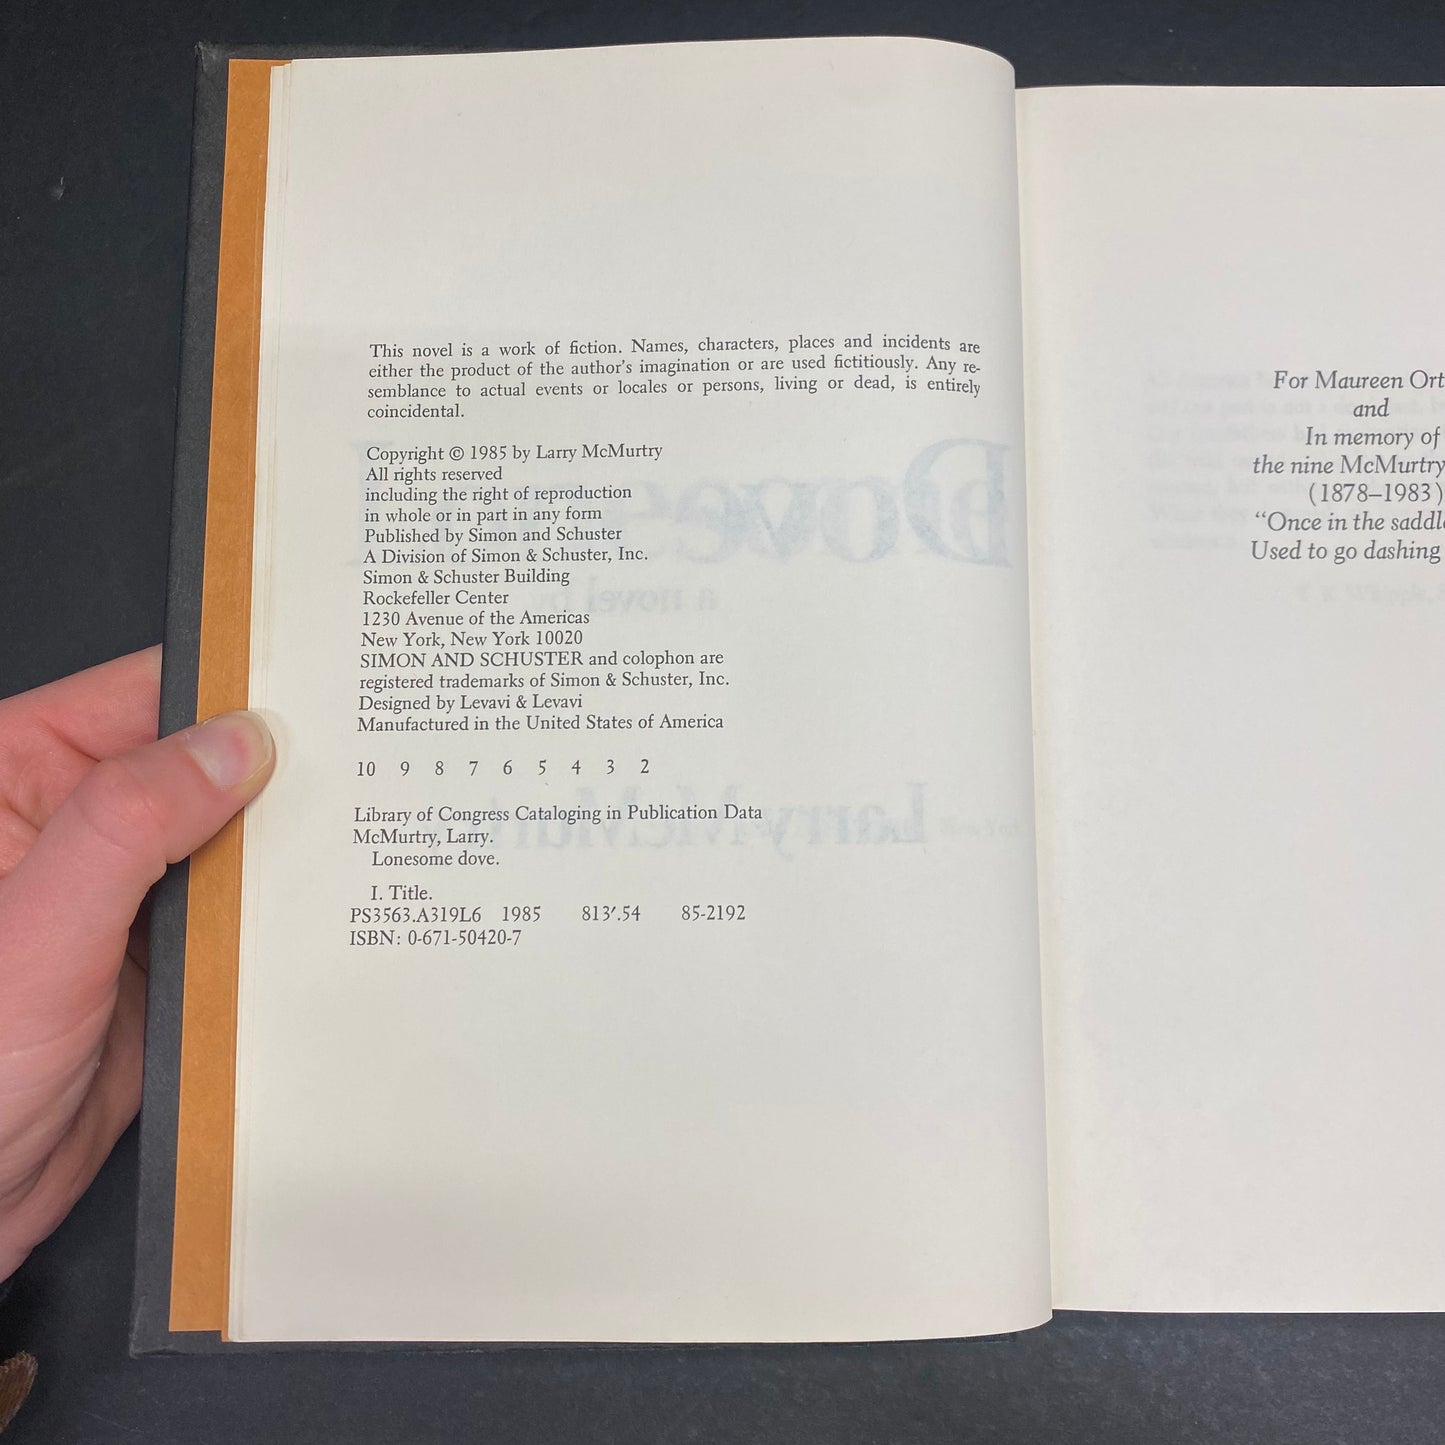 This novel is a work of fiction. Names, characters, places and incidents are
either the product of the author's imagination or are used fictitiously. Any re-
semblance to actual events or locales or persons, living or dead, is entirely
coincidental.
Copyright © 1985 by Larry McMurtry
All rights reserved
including the right of reproduction
in whole or in part in any form
Published by Simon and Schuster
A Division of Simon & Schuster, Inc.
Simon & Schuster Building
Rockefeller Center
1230 Avenue of the Americas
New York, New York 10020
SIMON AND SCHUSTER and colophon are
registered trademarks of Simon & Schuster, Inc.
Designed by Levavi & Levavi
Manufactured in the United States of America
10 9 8 7 6 5 4 3 2
Library of Congress Cataloging in Publication Data
McMurtry, Larry.
Lonesome dove.
I. Title.
PS3563.A319L6 1985 813′.54 85-2192
ISBN: 0-671-50420-7
For Maureen Ort
and
In memory of
the nine McMurtry
(1878–1983)
“Once in the saddle
Used to go dashing